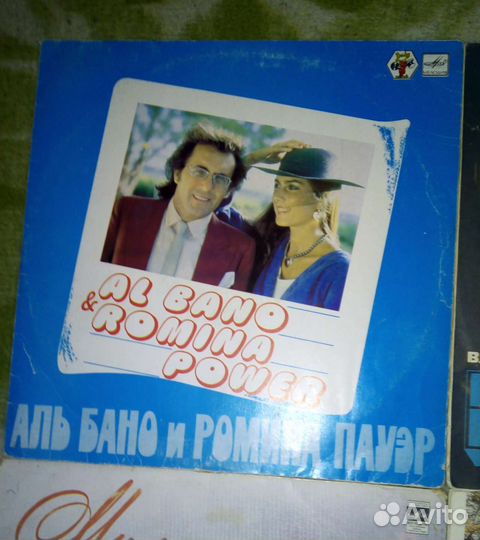 AL BANO
& ROMINA
POWER
АЛЬ БАНО и РОМИНА ПАУЭР
Avito